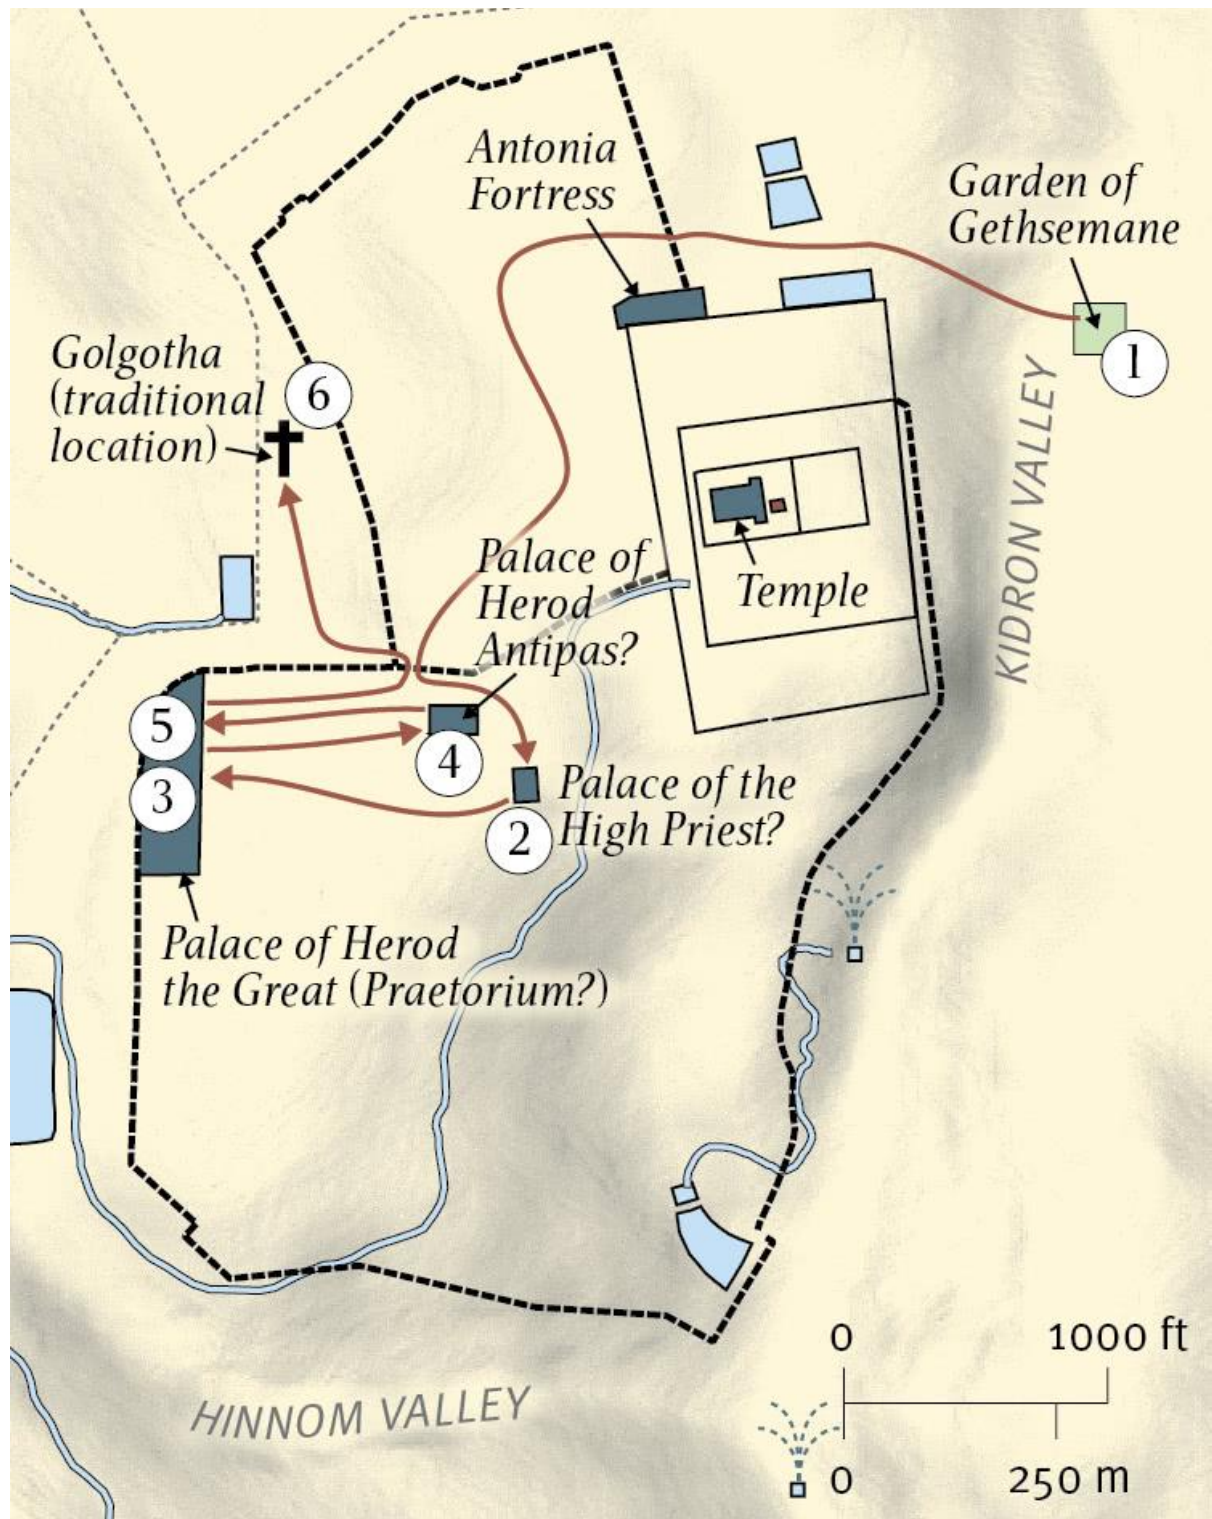 Antonia
Fortress
Garden of
Gethsemane
1
Golgotha
(traditional
location)
6
KIDRON VALLEY
Palace of
Herod
Antipas?
Temple
5
4
3
Palace of the
High Priest?
2
Palace of Herod
the Great (Praetorium?)
0 1000 ft
HINNOM VALLEY
0 250 m